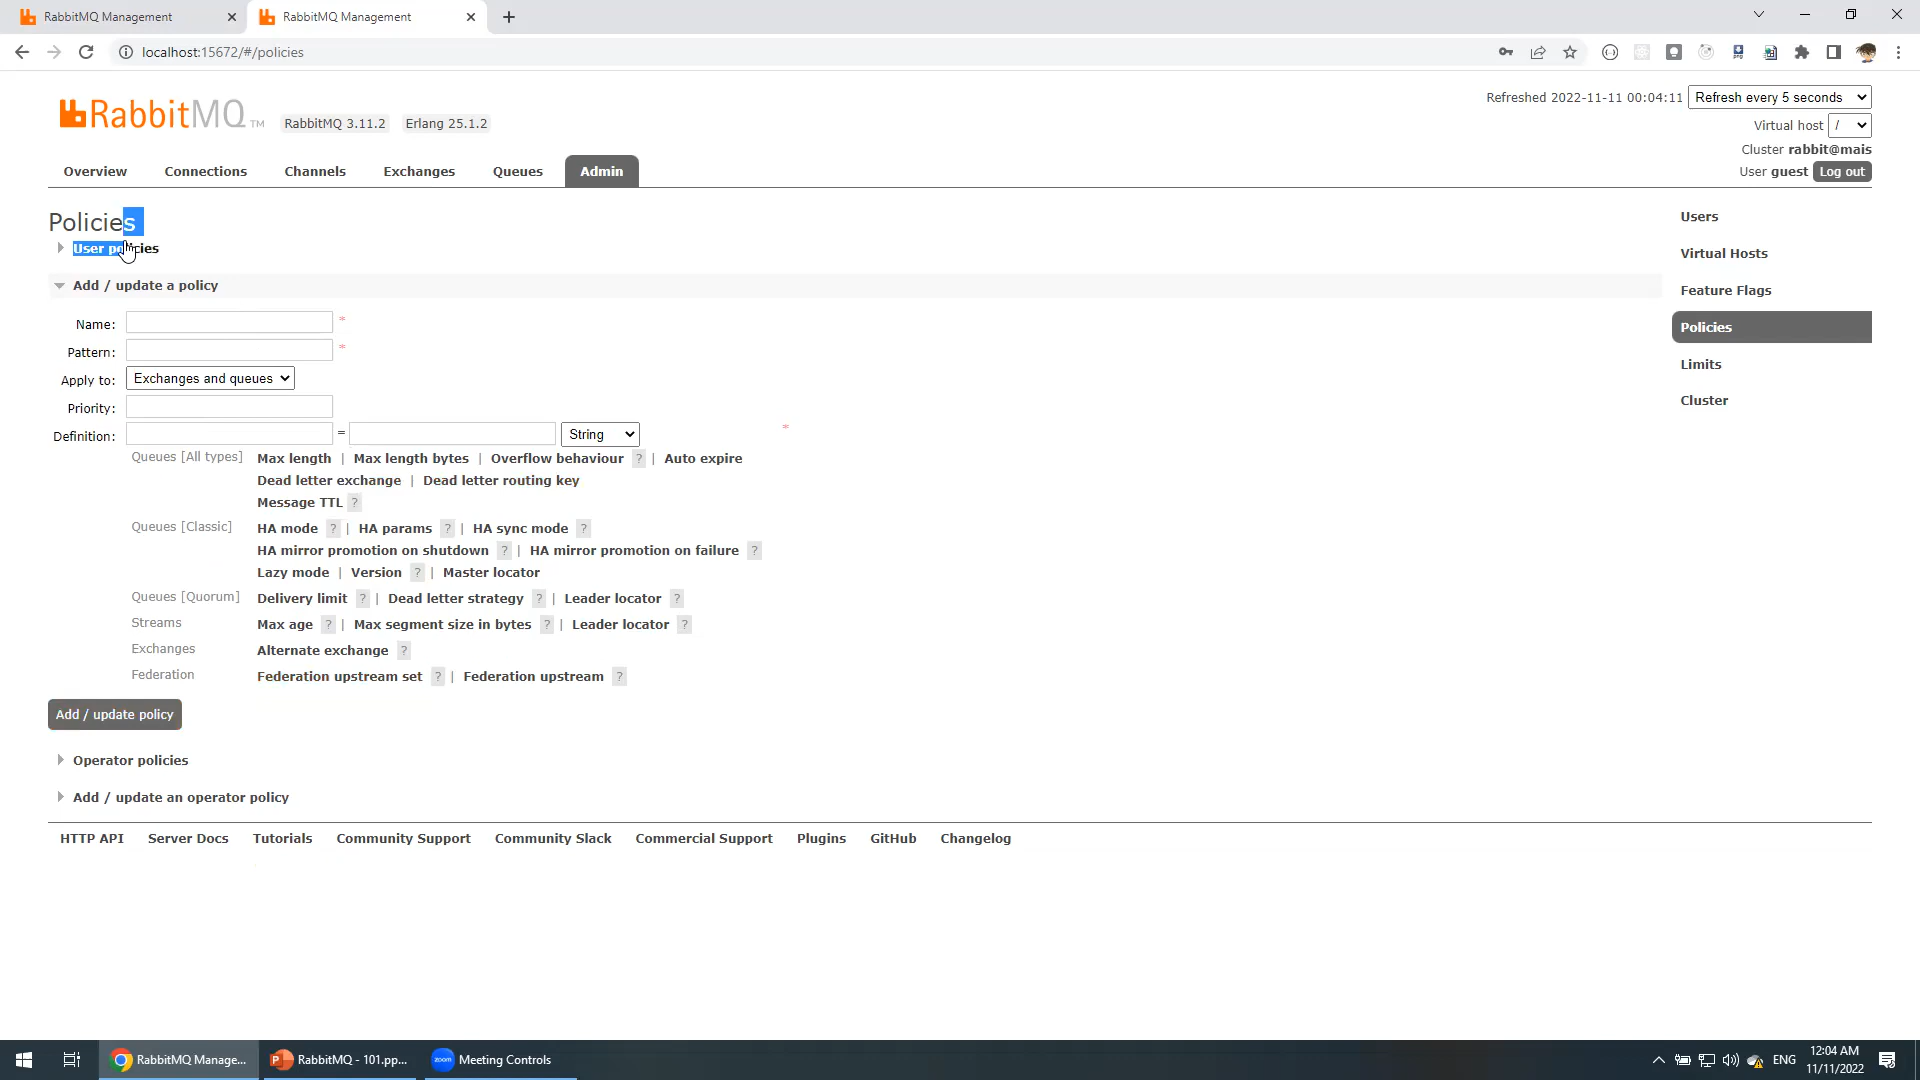 RabbitMQ Management
RabbitMQ Management
localhost:15672/#/policies
RabbitMQ TM
RabbitMQ 3.11.2 Erlang 25.1.2
Refreshed 2022-11-11 00:04:11 Refresh every 5 seconds
Virtual host /
Cluster rabbit@mais
User guest Log out
Overview Connections Channels Exchanges Queues Admin
Policies
User policies
Add / update a policy
Name: *
Pattern: *
Apply to: Exchanges and queues
Priority:
Definition: = String *
Queues [All types] Max length | Max length bytes | Overflow behaviour ? | Auto expire
Dead letter exchange | Dead letter routing key
Message TTL ?
Queues [Classic] HA mode ? | HA params ? | HA sync mode ?
HA mirror promotion on shutdown ? | HA mirror promotion on failure ?
Lazy mode | Version ? | Master locator
Queues [Quorum] Delivery limit ? | Dead letter strategy ? | Leader locator ?
Streams Max age ? | Max segment size in bytes ? | Leader locator ?
Exchanges Alternate exchange ?
Federation Federation upstream set ? | Federation upstream ?
Add / update policy
Operator policies
Add / update an operator policy
Users
Virtual Hosts
Feature Flags
Policies
Limits
Cluster
HTTP API Server Docs Tutorials Community Support Community Slack Commercial Support Plugins GitHub Changelog
RabbitMQ Manage...
RabbitMQ - 101.pp...
zoom Meeting Controls
ENG
12:04 AM
11/11/2022